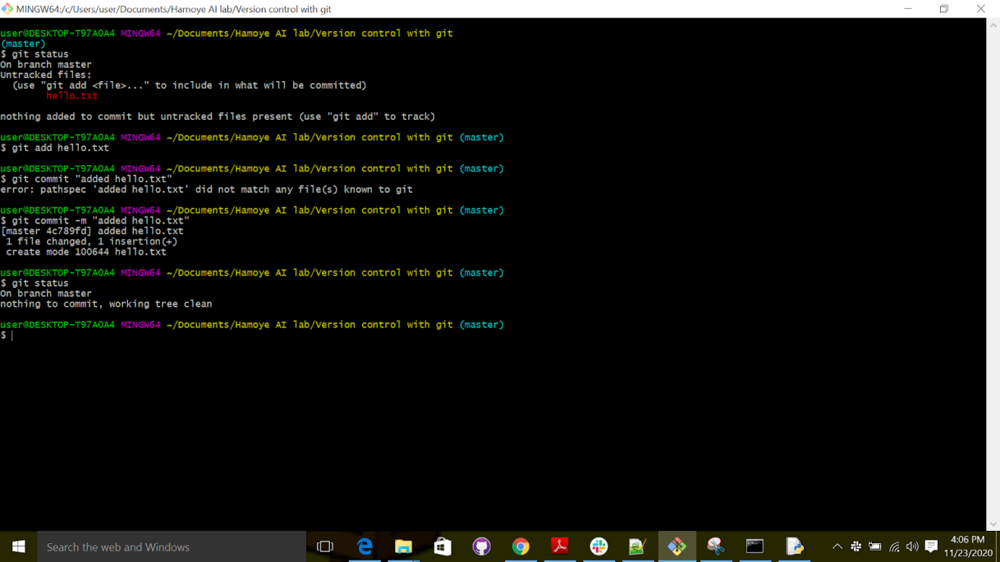 MINGW64:/c/Users/user/Documents/Hamoye AI lab/Version control with git
user@DESKTOP-T97A0A4 MINGW64 ~/Documents/Hamoye AI lab/Version control with git
(master)
$ git status
On branch master
Untracked files:
  (use "git add <file>..." to include in what will be committed)
        hello.txt

nothing added to commit but untracked files present (use "git add" to track)

user@DESKTOP-T97A0A4 MINGW64 ~/Documents/Hamoye AI lab/Version control with git (master)
$ git add hello.txt

user@DESKTOP-T97A0A4 MINGW64 ~/Documents/Hamoye AI lab/Version control with git (master)
$ git commit "added hello.txt"
error: pathspec 'added hello.txt' did not match any file(s) known to git

user@DESKTOP-T97A0A4 MINGW64 ~/Documents/Hamoye AI lab/Version control with git (master)
$ git commit -m "added hello.txt"
[master 4c789fd] added hello.txt
 1 file changed, 1 insertion(+)
 create mode 100644 hello.txt

user@DESKTOP-T97A0A4 MINGW64 ~/Documents/Hamoye AI lab/Version control with git (master)
$ git status
On branch master
nothing to commit, working tree clean

user@DESKTOP-T97A0A4 MINGW64 ~/Documents/Hamoye AI lab/Version control with git (master)
$
Search the web and Windows
4:06 PM
11/23/2020